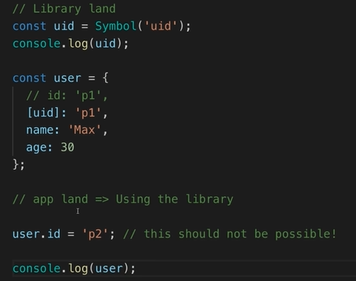 // Library land
const uid = Symbol('uid');
console.log(uid);
const user = {
// id: 'p1',
[uid]: 'p1',
name: 'Max',
age: 30
};
// app land => Using the library
user.id = 'p2'; // this should not be possible!
console.log(user);